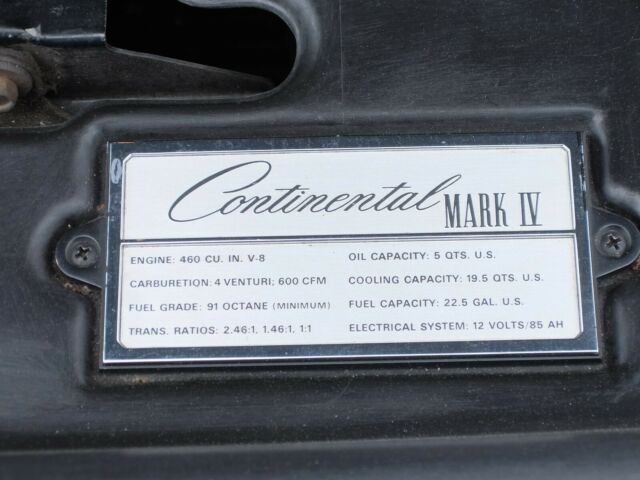 Continental MARK IV
ENGINE: 460 CU. IN. V-8
CARBURETION: 4 VENTURI; 600 CFM
FUEL GRADE: 91 OCTANE (MINIMUM)
TRANS. RATIOS: 2.46:1, 1.46:1, 1:1
OIL CAPACITY: 5 QTS. U.S.
COOLING CAPACITY: 19.5 QTS. U.S.
FUEL CAPACITY: 22.5 GAL. U.S.
ELECTRICAL SYSTEM: 12 VOLTS/85 AH